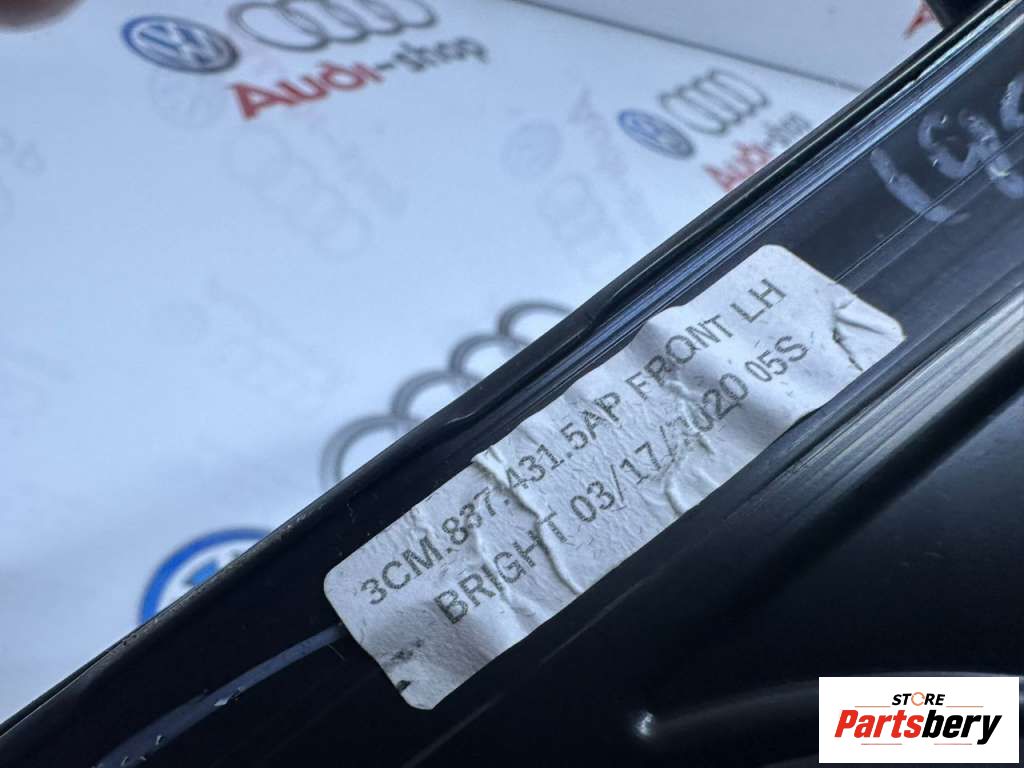 Audi-shop
Audi-shop
3CM.837.431.5AP FRONT LH
BRIGHT 03/17/2020 05S
STORE
Partsbery